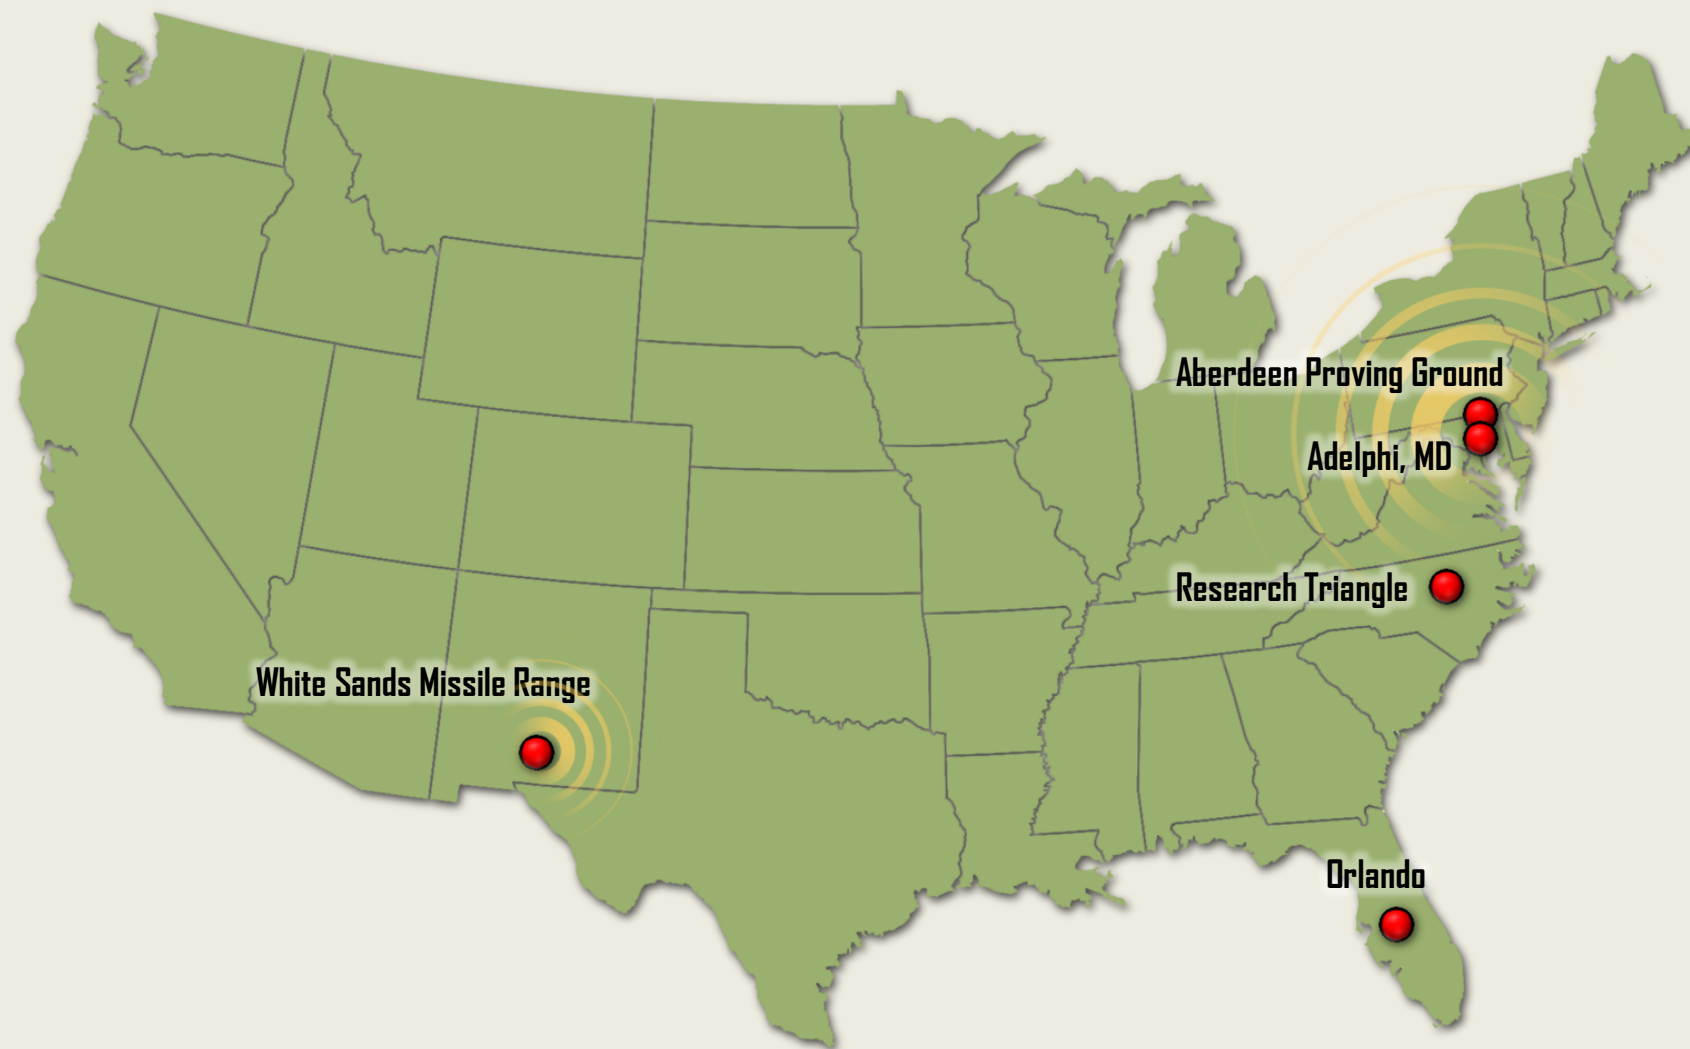 Aberdeen Proving Ground
Adelphi, MD
Research Triangle
White Sands Missile Range
Orlando